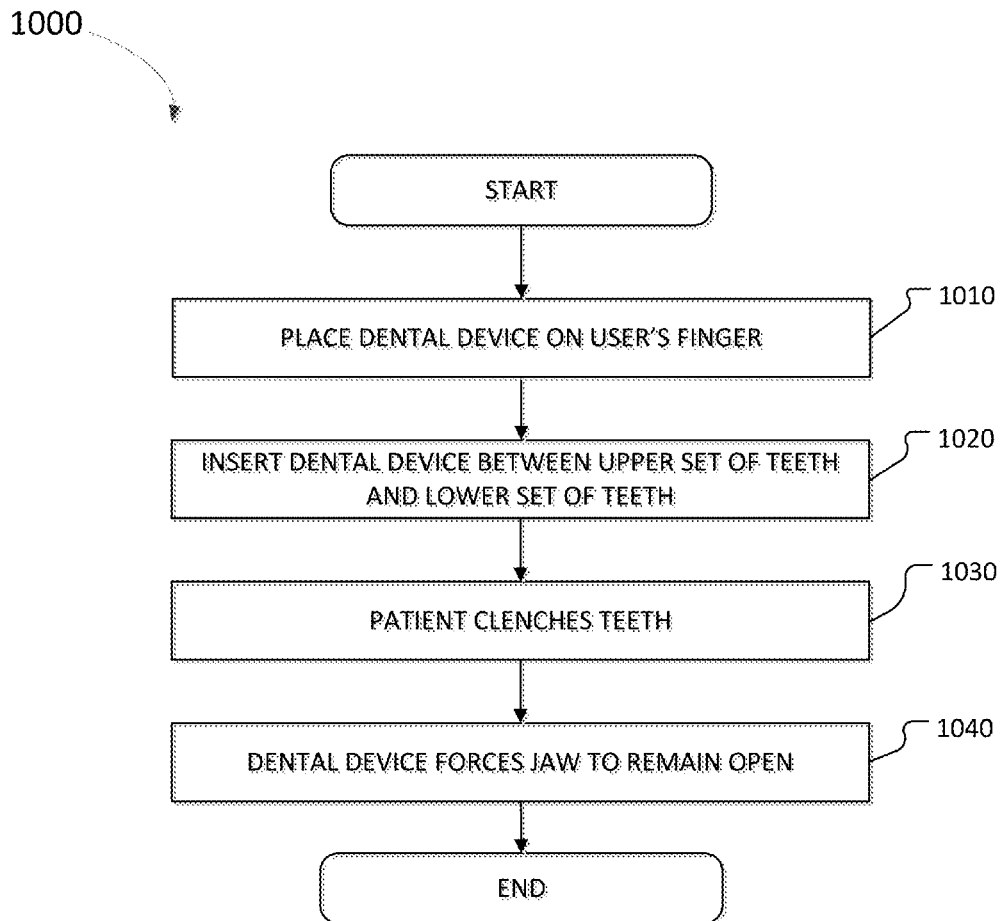 1000
START
1010
PLACE DENTAL DEVICE ON USER'S FINGER
1020
INSERT DENTAL DEVICE BETWEEN UPPER SET OF TEETH
AND LOWER SET OF TEETH
1030
PATIENT CLENCHES TEETH
1040
DENTAL DEVICE FORCES JAW TO REMAIN OPEN
END